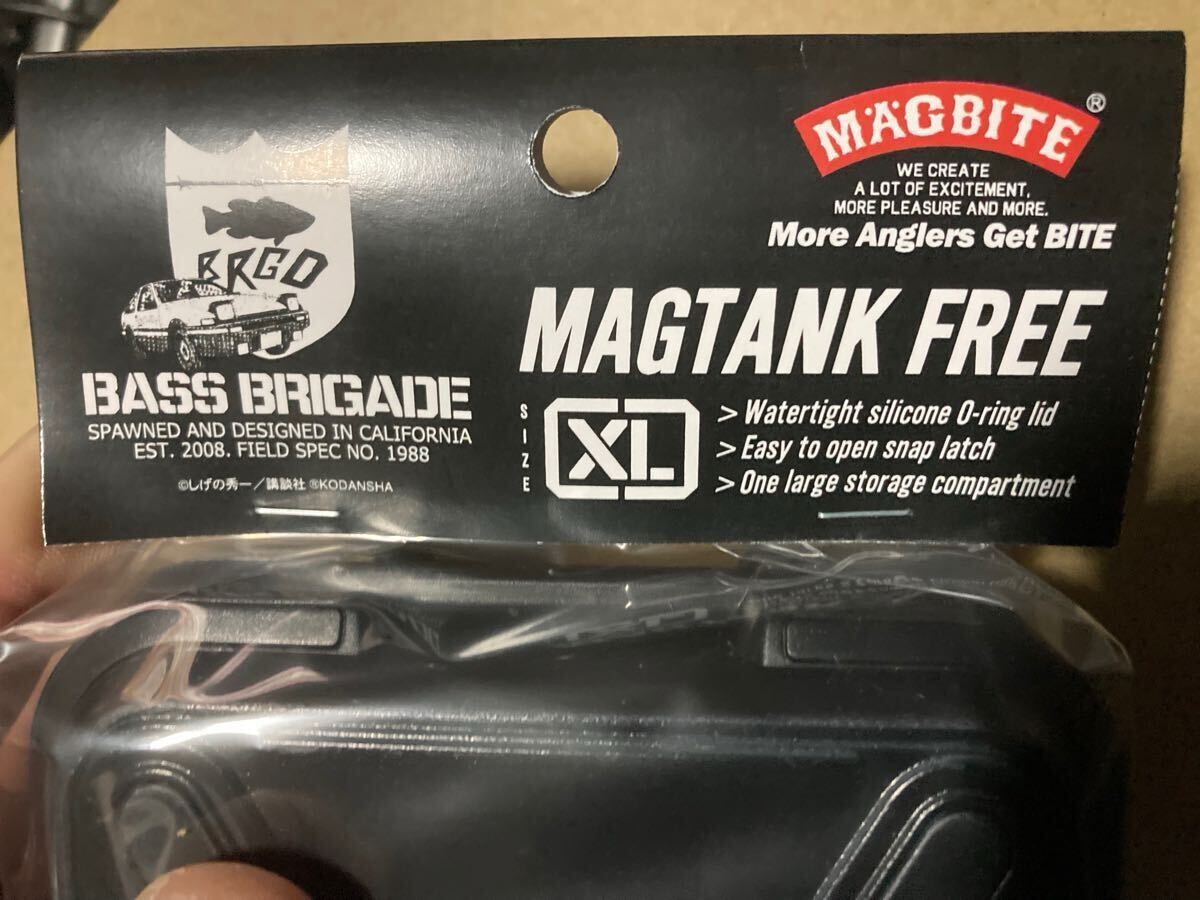 BRGD
BASS BRIGADE
SPAWNED AND DESIGNED IN CALIFORNIA
EST. 2008. FIELD SPEC NO. 1988
©しげの秀一/講談社 ®KODANSHA
MÄGBITE®
WE CREATE
A LOT OF EXCITEMENT,
MORE PLEASURE AND MORE.
More Anglers Get BITE
MAGTANK FREE
SIZE
XL
> Watertight silicone O-ring lid
> Easy to open snap latch
> One large storage compartment